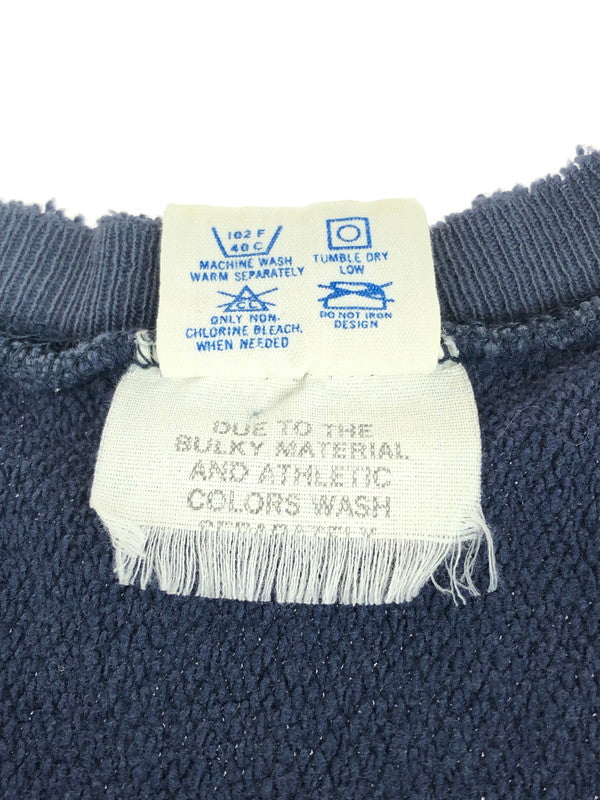 102 F
40 C
MACHINE WASH
WARM SEPARATELY
TUMBLE DRY
LOW
CL
ONLY NON-
CHLORINE BLEACH.
WHEN NEEDED
DO NOT IRON
DESIGN
DUE TO THE
BULKY MATERIAL
AND ATHLETIC
COLORS WASH
SEPARATELY